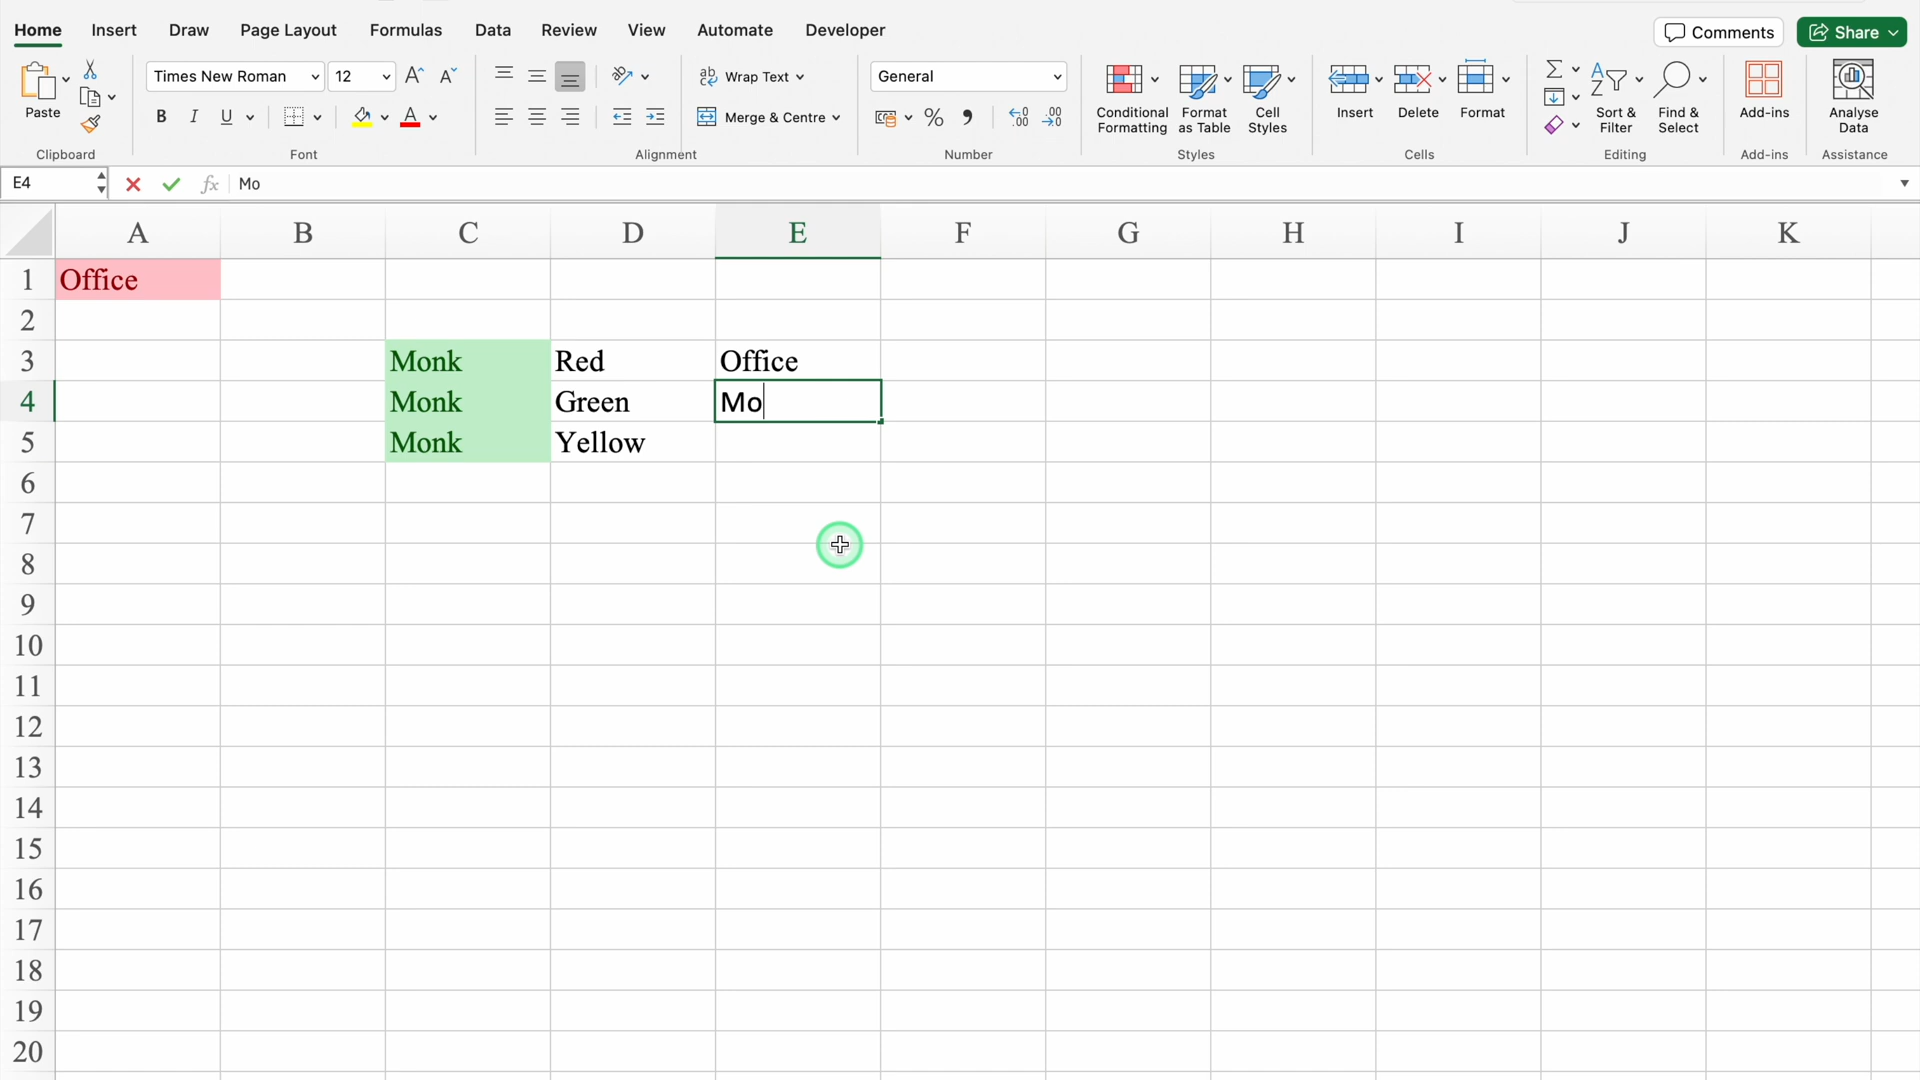 Home Insert Draw Page Layout Formulas Data Review View Automate Developer Comments Share
Times New Roman 12 Wrap Text General
Paste Conditional Formatting Format as Table Cell Styles Insert Delete Format Sort & Filter Find & Select Add-ins Analyse Data
B I U A Merge & Centre %
Clipboard Font Alignment Number Styles Cells Editing Add-ins Assistance
E4 fx Mo
A B C D E F G H I J K
1 Office
2
3 Monk Red Office
4 Monk Green Mo
5 Monk Yellow
6
7
8
9
10
11
12
13
14
15
16
17
18
19
20